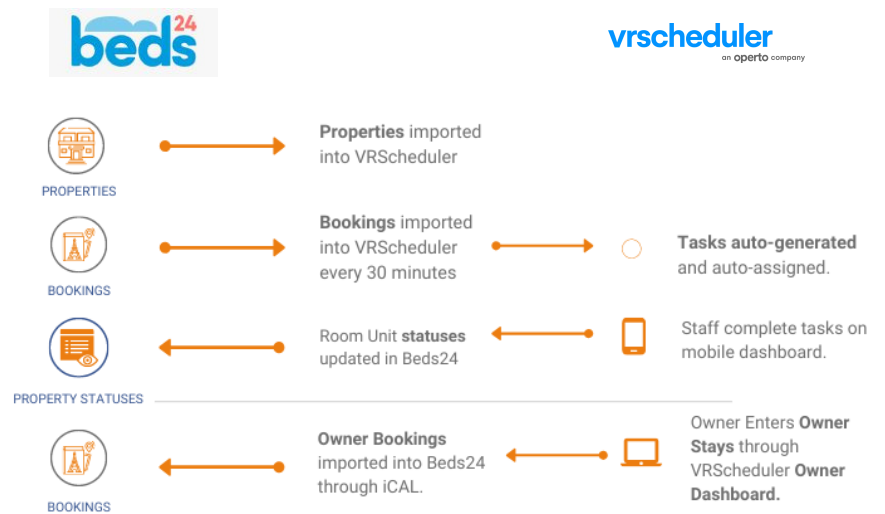 beds24
vrscheduler
an operto company
Properties imported
into VRScheduler
PROPERTIES
Bookings imported
into VRScheduler
every 30 minutes
Tasks auto-generated
and auto-assigned.
BOOKINGS
Room Unit statuses
updated in Beds24
Staff complete tasks on
mobile dashboard.
PROPERTY STATUSES
Owner Bookings
imported into Beds24
through iCAL.
Owner Enters Owner
Stays through
VRScheduler Owner
Dashboard.
BOOKINGS